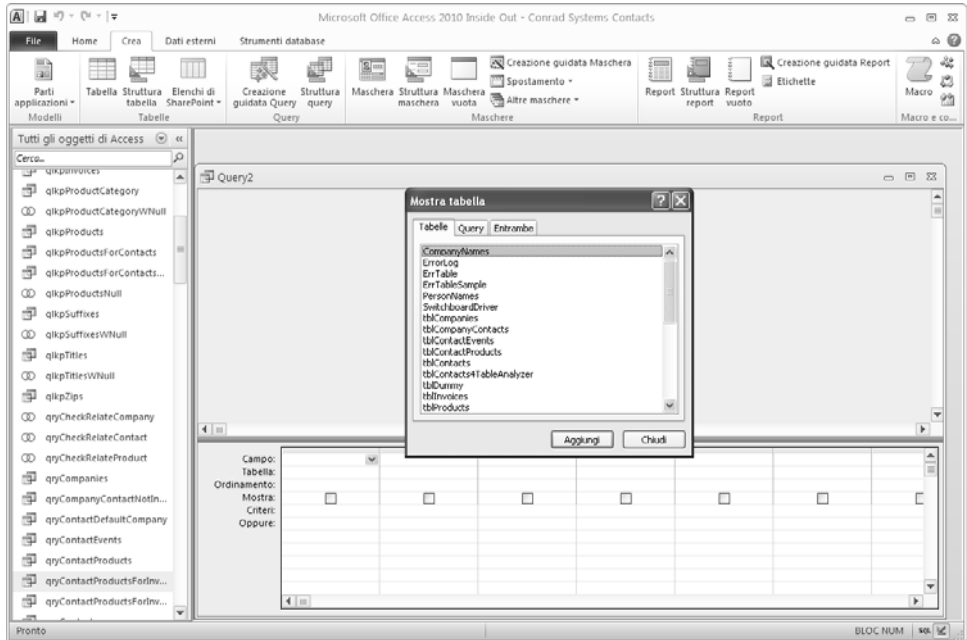 Microsoft Office Access 2010 Inside Out - Conrad Systems Contacts
File Home Crea Dati esterni Strumenti database
Parti applicazioni
Tabella
Struttura tabella
Elenchi di SharePoint
Creazione guidata Query
Struttura query
Maschera
Struttura maschera
Maschera vuota
Creazione guidata Maschera
Spostamento
Altre maschere
Report
Struttura report
Report vuoto
Creazione guidata Report
Etichette
Macro
Modelli Tabelle Query Maschere Report Macro e co...
Tutti gli oggetti di Access
Cerca...
qlkpInvoices
qlkpProductCategory
qlkpProductCategoryWNull
qlkpProducts
qlkpProductsForContacts
qlkpProductsForContacts...
qlkpProductsNull
qlkpSuffixes
qlkpSuffixesWNull
qlkpTitles
qlkpTitlesWNull
qlkpZips
qryCheckRelateCompany
qryCheckRelateContact
qryCheckRelateProduct
qryCompanies
qryCompanyContactNotIn...
qryContactDefaultCompany
qryContactEvents
qryContactProducts
qryContactProductsForInv...
qryContactProductsForInv...
Query2
Mostra tabella
Tabelle Query Entrambe
CompanyNames
ErrorLog
ErrTable
ErrTableSample
PersonNames
SwitchboardDriver
tblCompanies
tblCompanyContacts
tblContactEvents
tblContactProducts
tblContacts
tblContacts4TableAnalyzer
tblDummy
tblInvoices
tblProducts
Aggiungi Chiudi
Campo:
Tabella:
Ordinamento:
Mostra:
Criteri:
Oppure:
Pronto
BLOC NUM
SQL